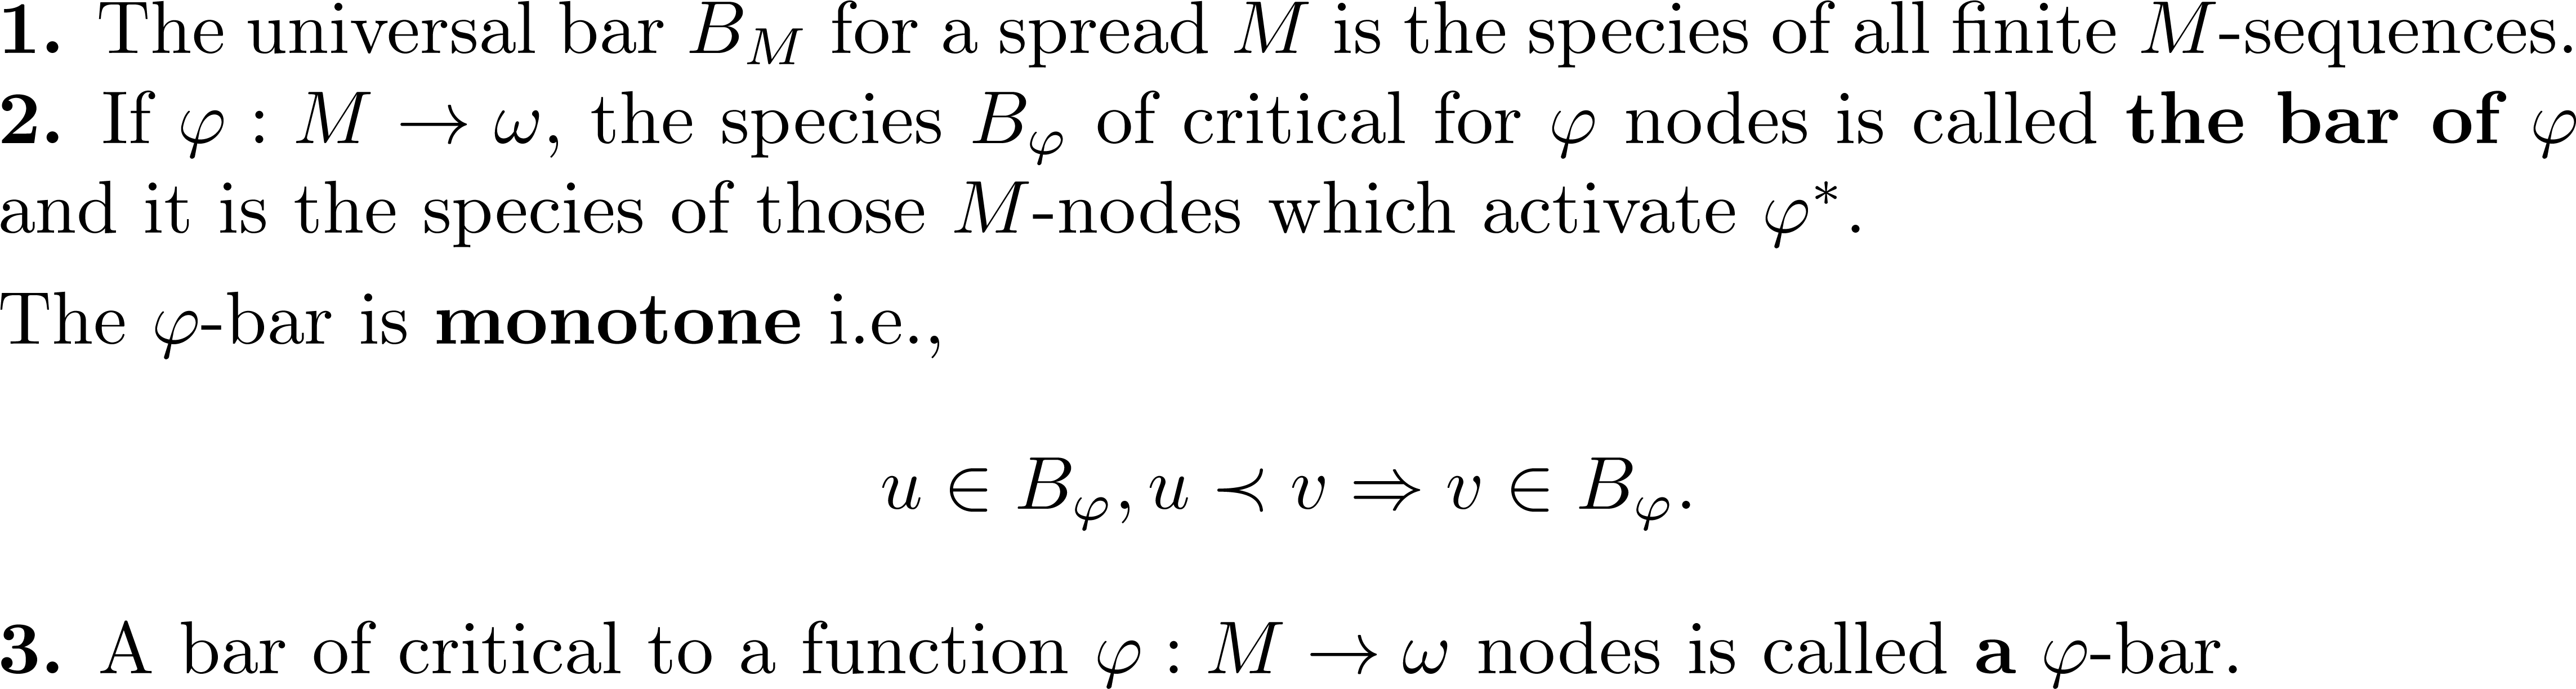 1. The universal bar B_M for a spread M is the species of all finite M-sequences.
2. If φ : M → ω, the species B_φ of critical for φ nodes is called the bar of φ
and it is the species of those M-nodes which activate φ*.
The φ-bar is monotone i.e.,
u ∈ B_φ, u ≺ v ⇒ v ∈ B_φ.
3. A bar of critical to a function φ : M → ω nodes is called a φ-bar.